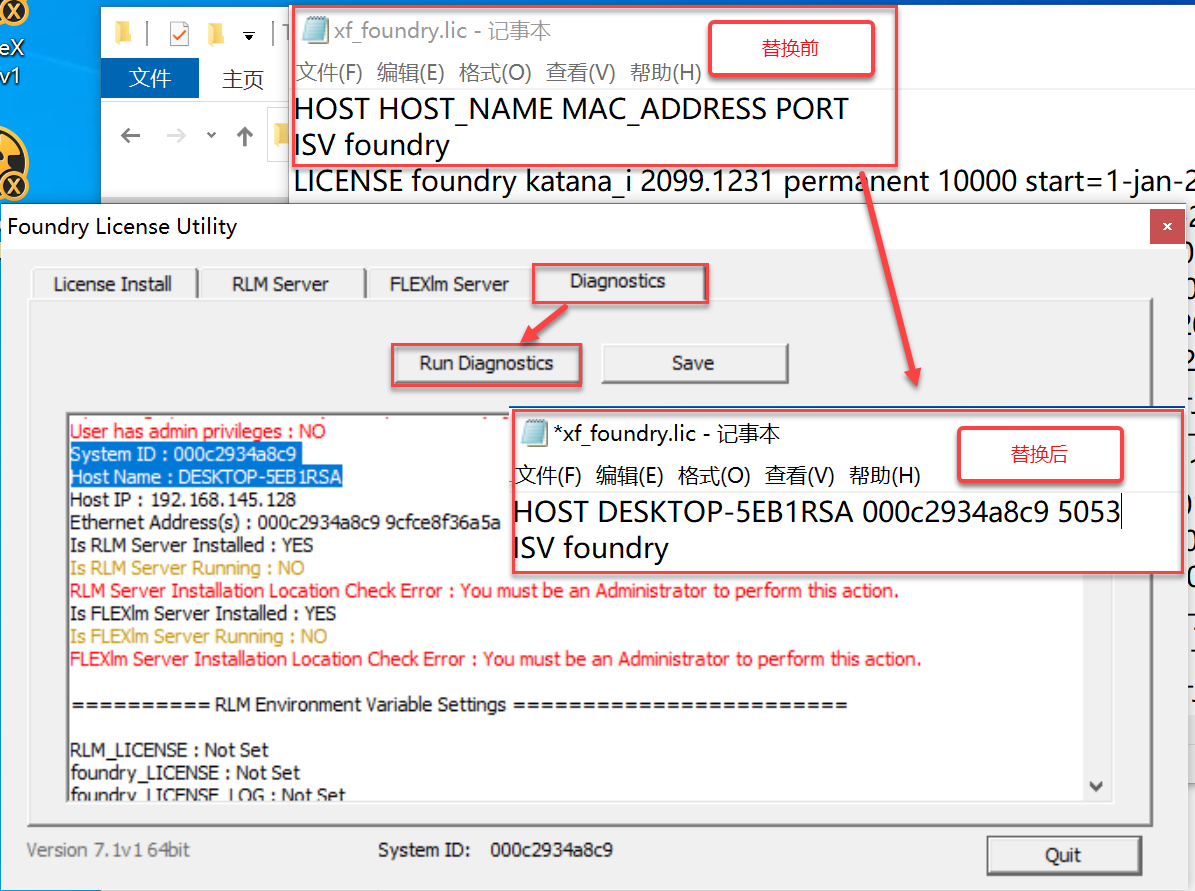 eX
v1
文件
主页
xf_foundry.lic - 记事本
替换前
文件(F) 编辑(E) 格式(O) 查看(V) 帮助(H)
HOST HOST_NAME MAC_ADDRESS PORT
ISV foundry
LICENSE foundry katana_i 2099.1231 permanent 10000 start=1-jan-2
Foundry License Utility
License Install
RLM Server
FLEXlm Server
Diagnostics
Run Diagnostics
Save
User has admin privileges : NO
System ID : 000c2934a8c9
Host Name : DESKTOP-5EB1RSA
Host IP : 192.168.145.128
Ethernet Address(s) : 000c2934a8c9 9cfce8f36a5a
Is RLM Server Installed : YES
Is RLM Server Running : NO
RLM Server Installation Location Check Error : You must be an Administrator to perform this action.
Is FLEXlm Server Installed : YES
Is FLEXlm Server Running : NO
FLEXlm Server Installation Location Check Error : You must be an Administrator to perform this action.
========== RLM Environment Variable Settings ========================
RLM_LICENSE : Not Set
foundry_LICENSE : Not Set
foundry_LICENSE_LOG : Not Set
*xf_foundry.lic - 记事本
替换后
文件(F) 编辑(E) 格式(O) 查看(V) 帮助(H)
HOST DESKTOP-5EB1RSA 000c2934a8c9 5053
ISV foundry
Version 7.1v1 64bit
System ID: 000c2934a8c9
Quit